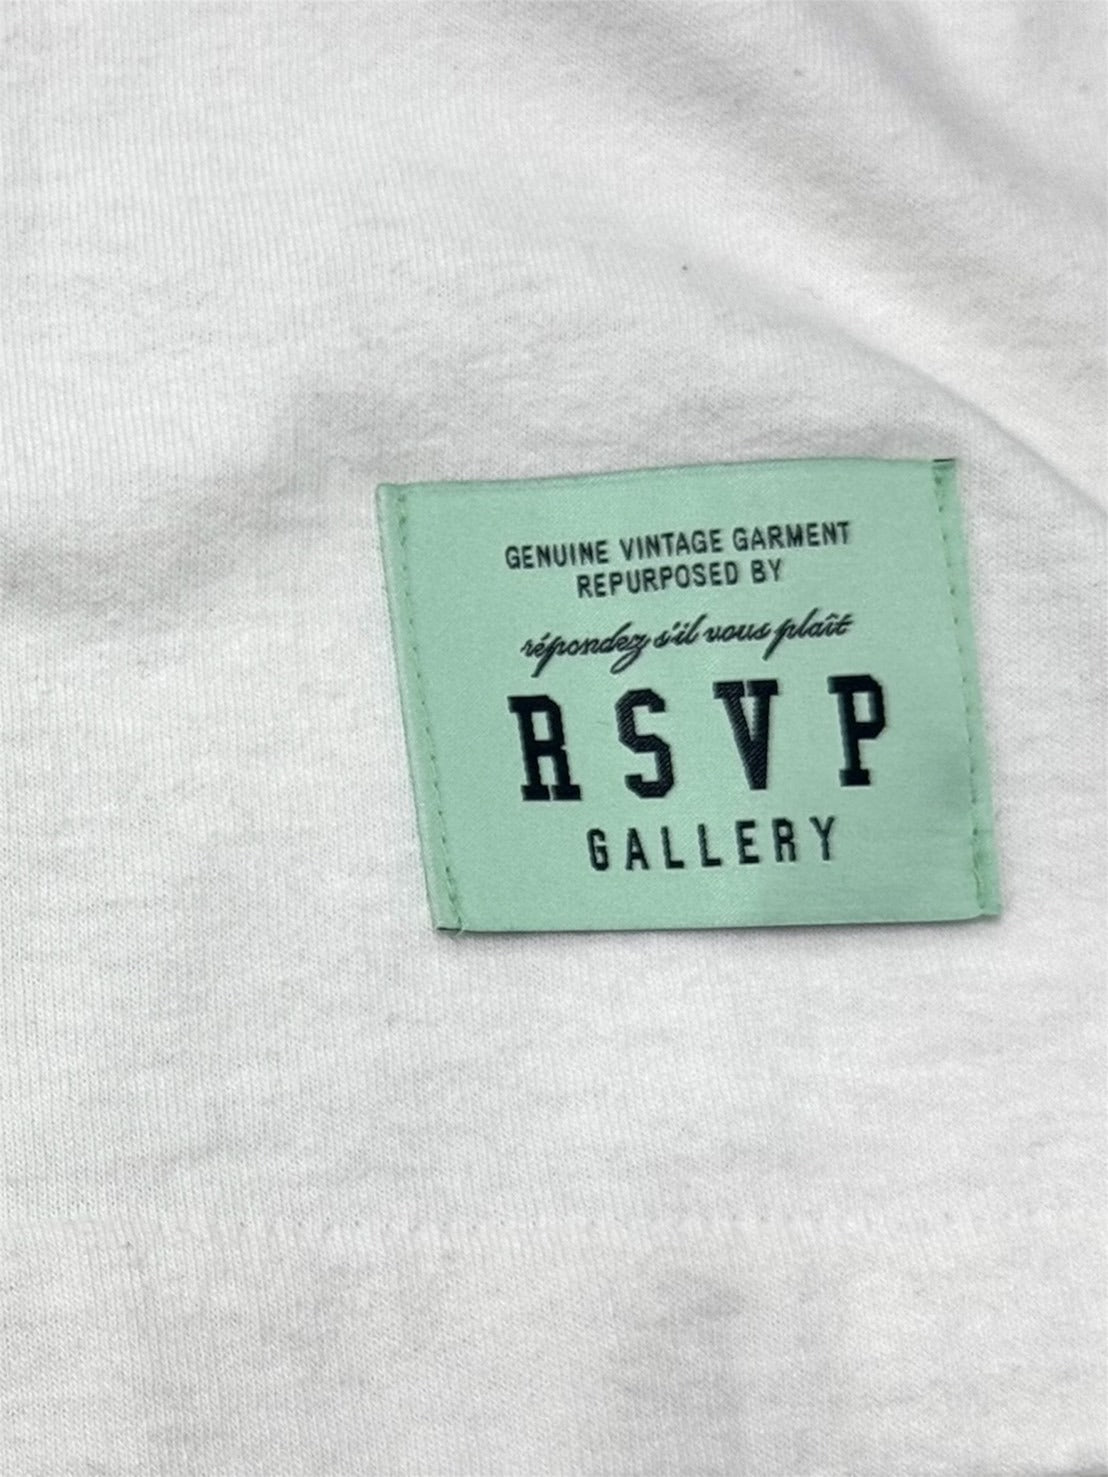 GENUINE VINTAGE GARMENT
REPURPOSED BY
répondez s'il vous plaît
RSVP
GALLERY